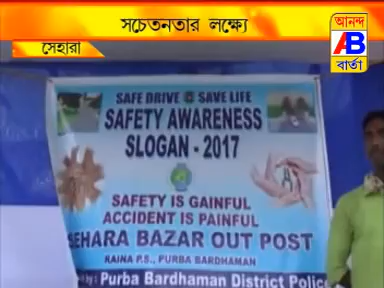 সচেতনতার লক্ষ্যে
সেহারা
আনন্দ
AB
বার্তা
SAFE DRIVE SAVE LIFE
SAFETY AWARENESS
SLOGAN - 2017
SAFETY IS GAINFUL
ACCIDENT IS PAINFUL
SEHARA BAZAR OUT POST
RAINA P.S., PURBA BARDHAMAN
by : Purba Bardhaman District Police